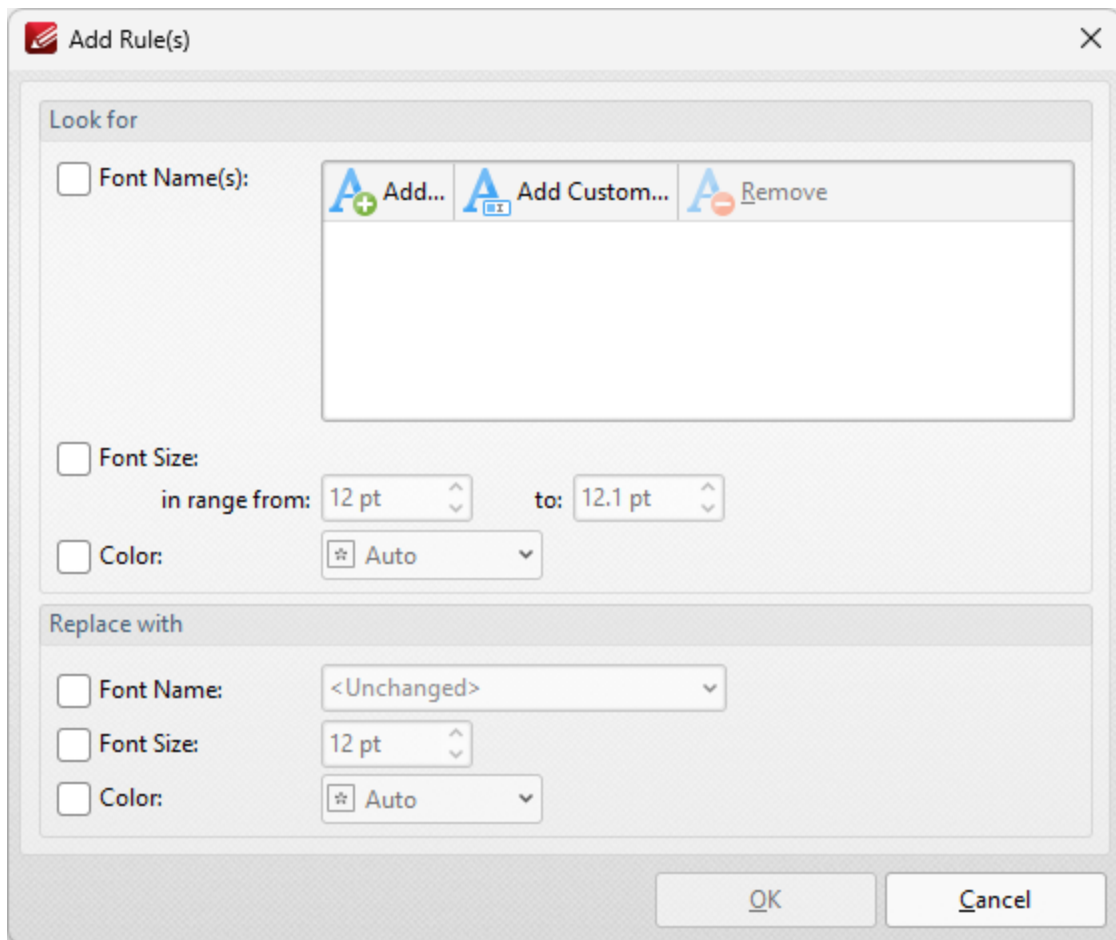 Add Rule(s)
Look for
Font Name(s):
Add... Add Custom... Remove
Font Size:
in range from: 12 pt to: 12.1 pt
Color: Auto
Replace with
Font Name: <Unchanged>
Font Size: 12 pt
Color: Auto
OK Cancel